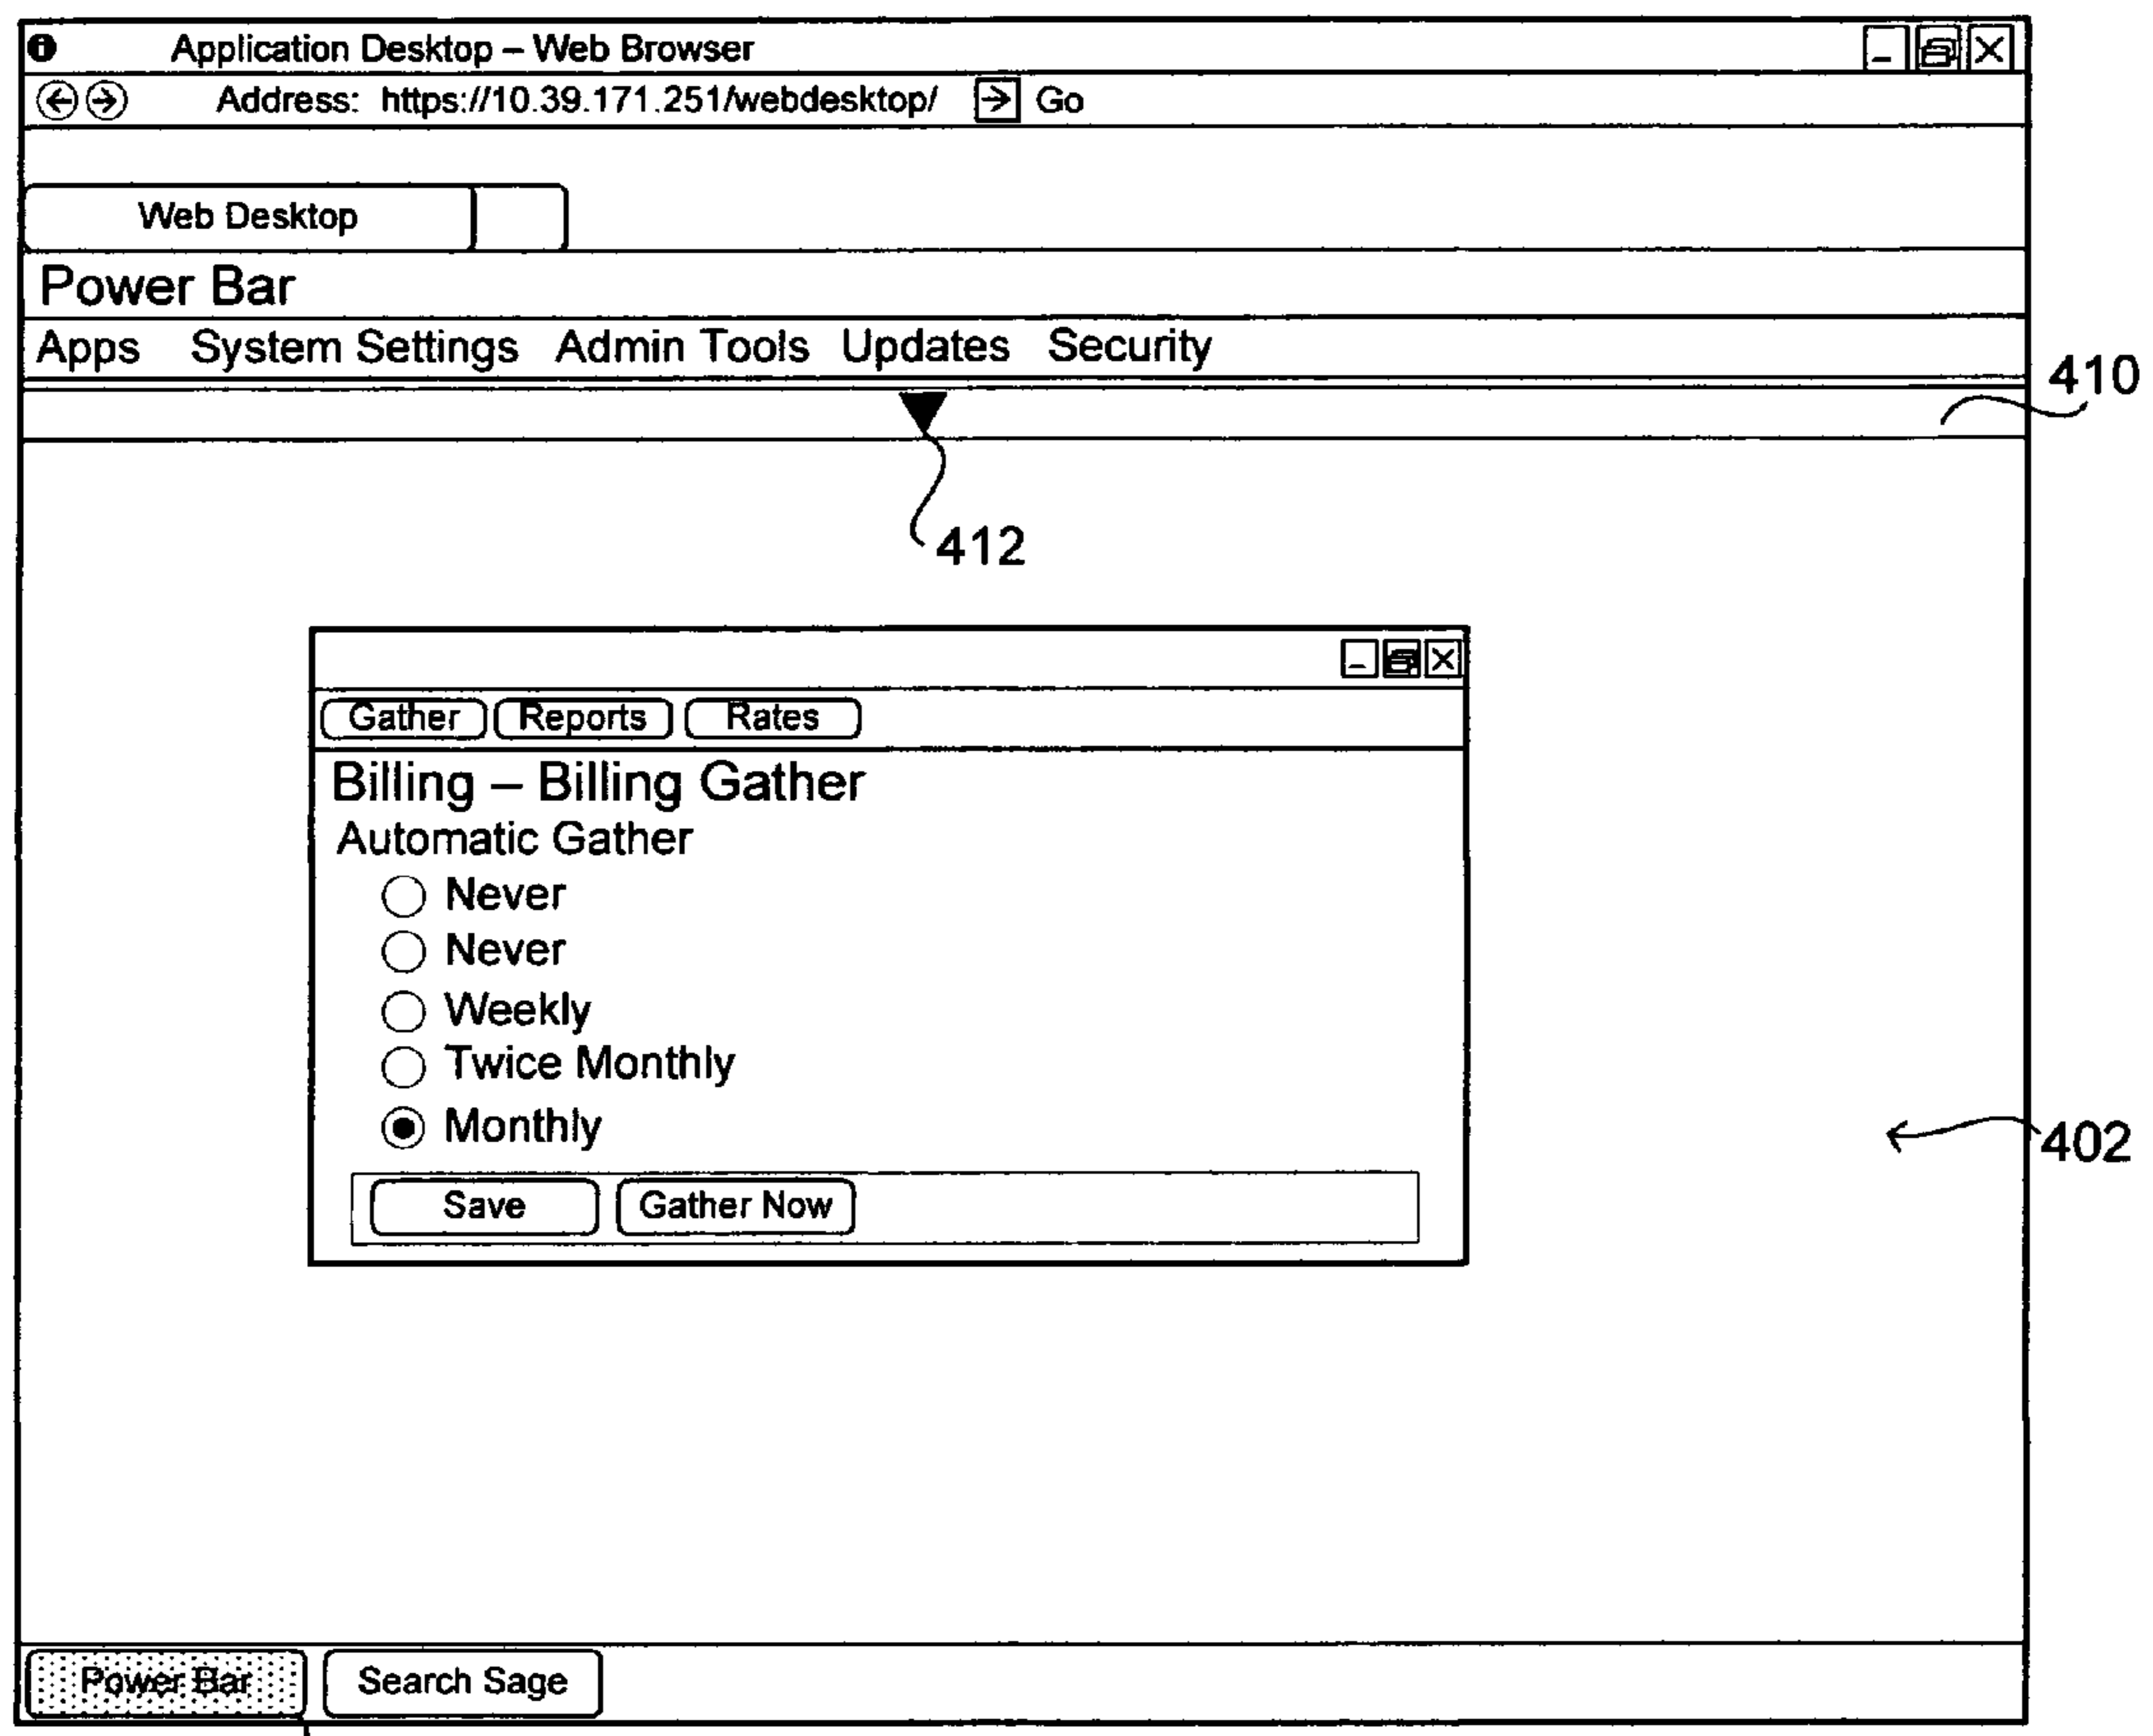 Application Desktop – Web Browser
Address: https://10.39.171.251/webdesktop/ Go
Web Desktop
Power Bar
Apps System Settings Admin Tools Updates Security
410
412
Gather Reports Rates
Billing – Billing Gather
Automatic Gather
Never
Never
Weekly
Twice Monthly
Monthly
402
Save Gather Now
Power Bar Search Sage